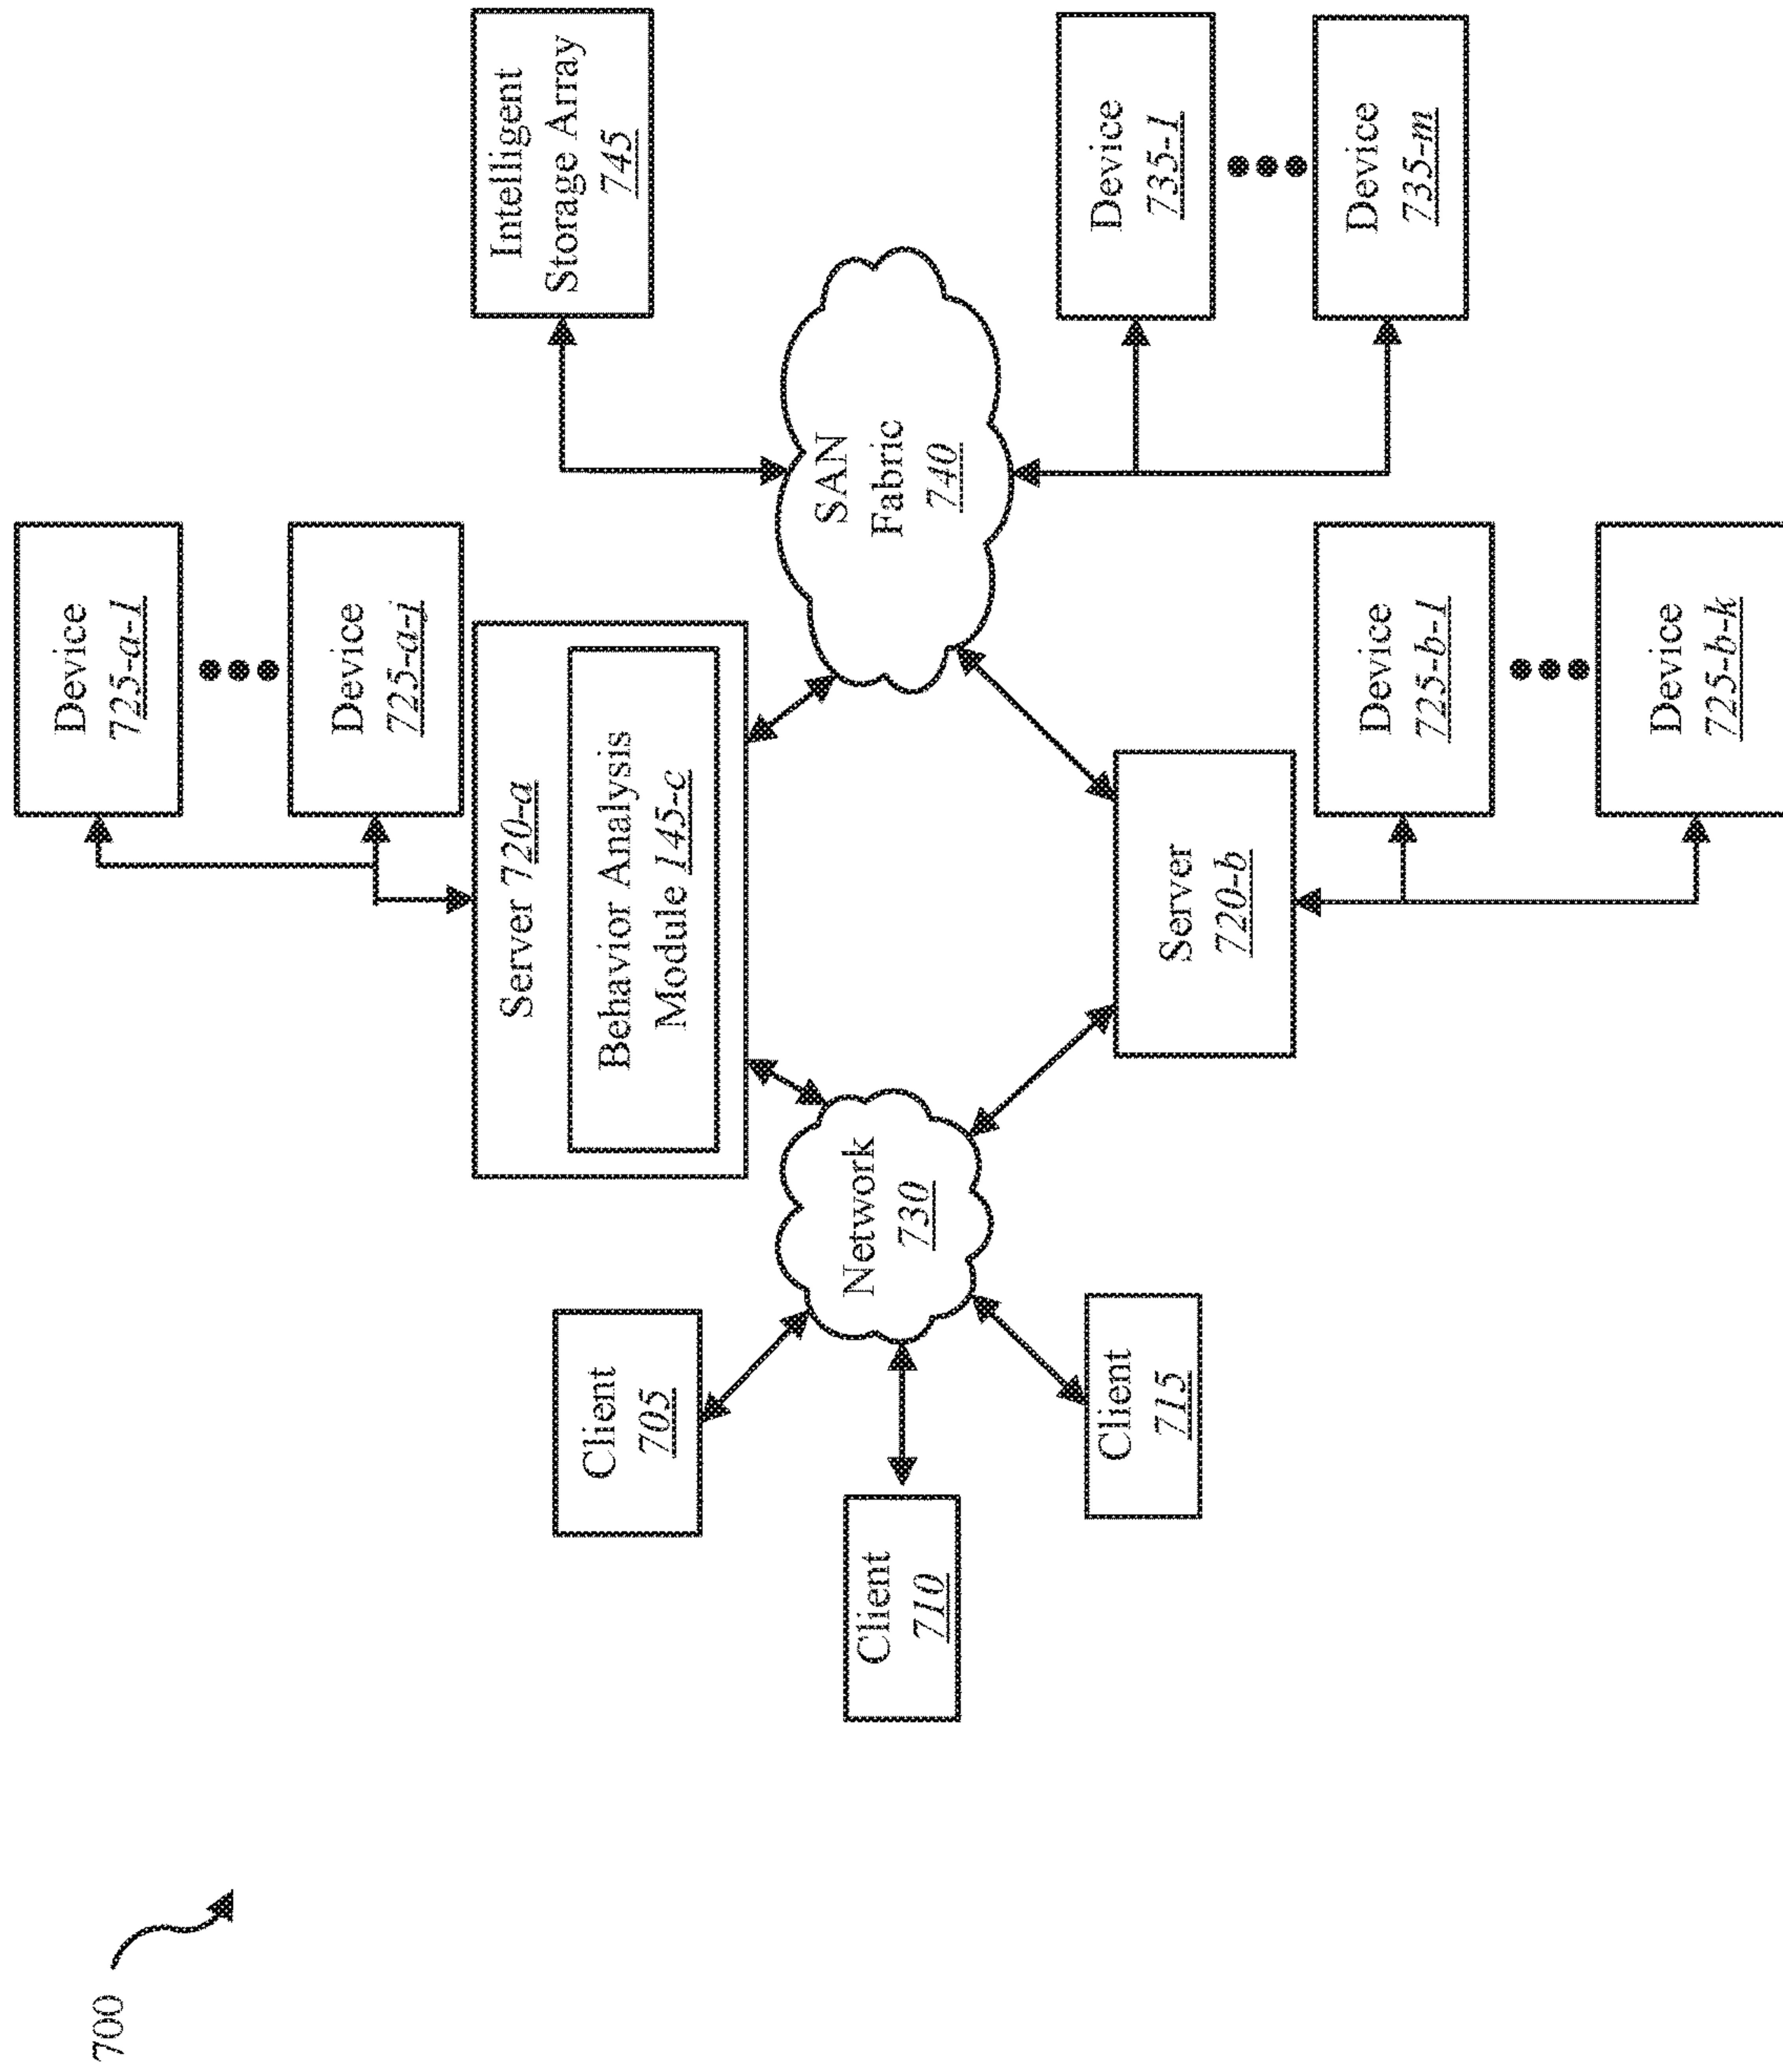 700
Device
725-a-1
Device
725-a-j
Intelligent
Storage Array
745
Server 720-a
Behavior Analysis
Module 145-c
Client
705
Client
710
Client
715
Network
730
SAN
Fabric
740
Server
720-b
Device
735-1
Device
735-m
Device
725-b-1
Device
725-b-k